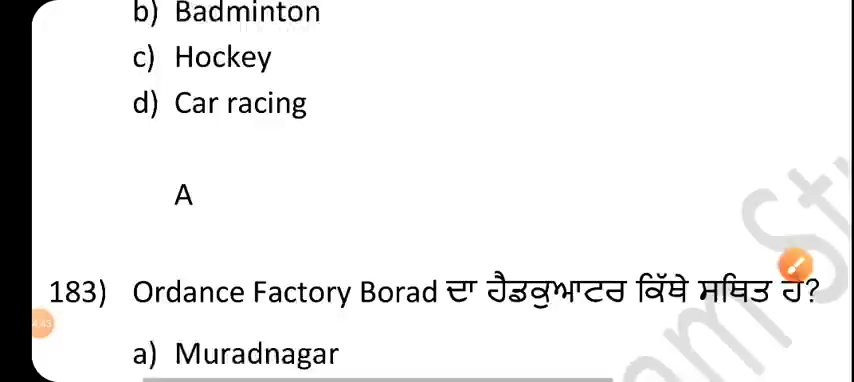 b) Badminton
c) Hockey
d) Car racing
A
183) Ordance Factory Borad ਦਾ ਹੈਡਕੁਆਟਰ ਕਿੱਥੇ ਸਥਿਤ ਹੈ?
a) Muradnagar